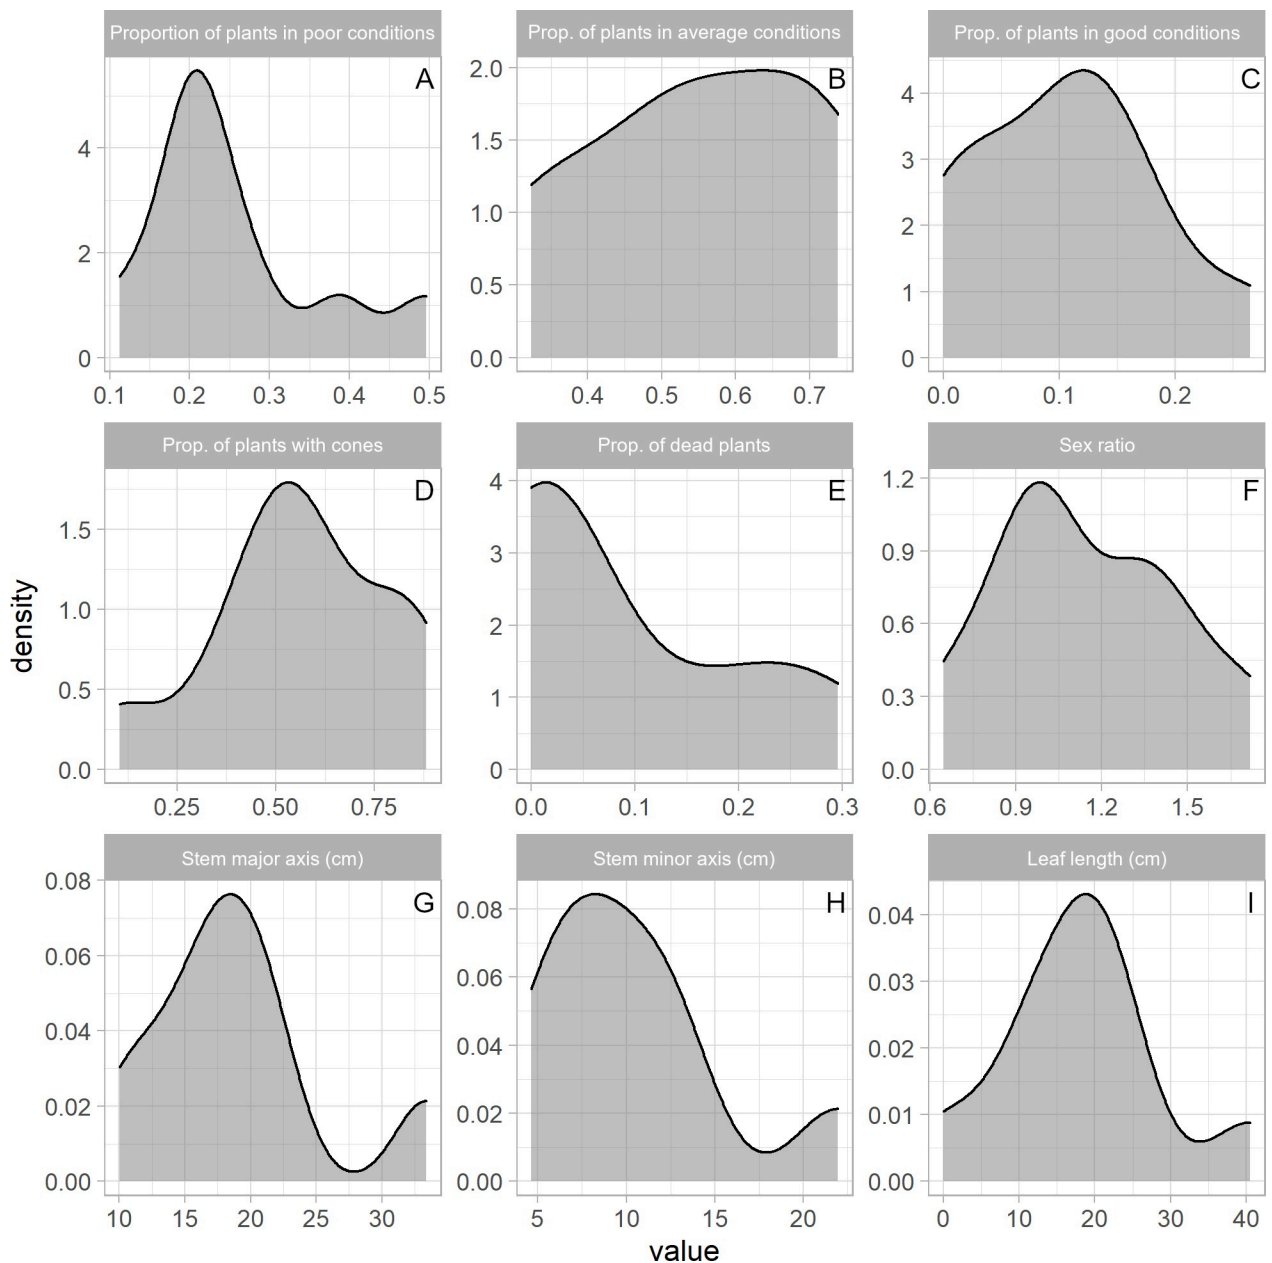 Proportion of plants in poor conditions
Prop. of plants in average conditions
Prop. of plants in good conditions
A
B
C
4
2
0
2.0
1.5
1.0
0.5
0.0
4
3
2
1
0
0.1 0.2 0.3 0.4 0.5
0.4 0.5 0.6 0.7
0.0 0.1 0.2
Prop. of plants with cones
Prop. of dead plants
Sex ratio
D
E
F
1.5
1.0
0.5
0.0
4
3
2
1
0
1.2
0.9
0.6
0.3
0.0
0.25 0.50 0.75
0.0 0.1 0.2 0.3
0.6 0.9 1.2 1.5
density
Stem major axis (cm)
Stem minor axis (cm)
Leaf length (cm)
G
H
I
0.08
0.06
0.04
0.02
0.00
0.08
0.06
0.04
0.02
0.00
0.04
0.03
0.02
0.01
0.00
10 15 20 25 30
5 10 15 20
0 10 20 30 40
value